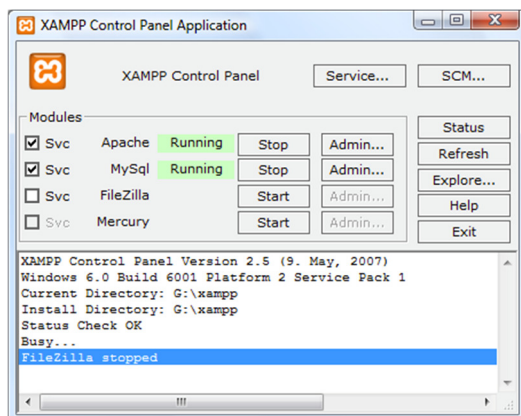 XAMPP Control Panel Application
XAMPP Control Panel Service... SCM...
Modules
Svc Apache Running Stop Admin...
Svc MySql Running Stop Admin...
Svc FileZilla Start Admin...
Svc Mercury Start Admin...
Status
Refresh
Explore...
Help
Exit
XAMPP Control Panel Version 2.5 (9. May, 2007)
Windows 6.0 Build 6001 Platform 2 Service Pack 1
Current Directory: G:\xampp
Install Directory: G:\xampp
Status Check OK
Busy...
FileZilla stopped